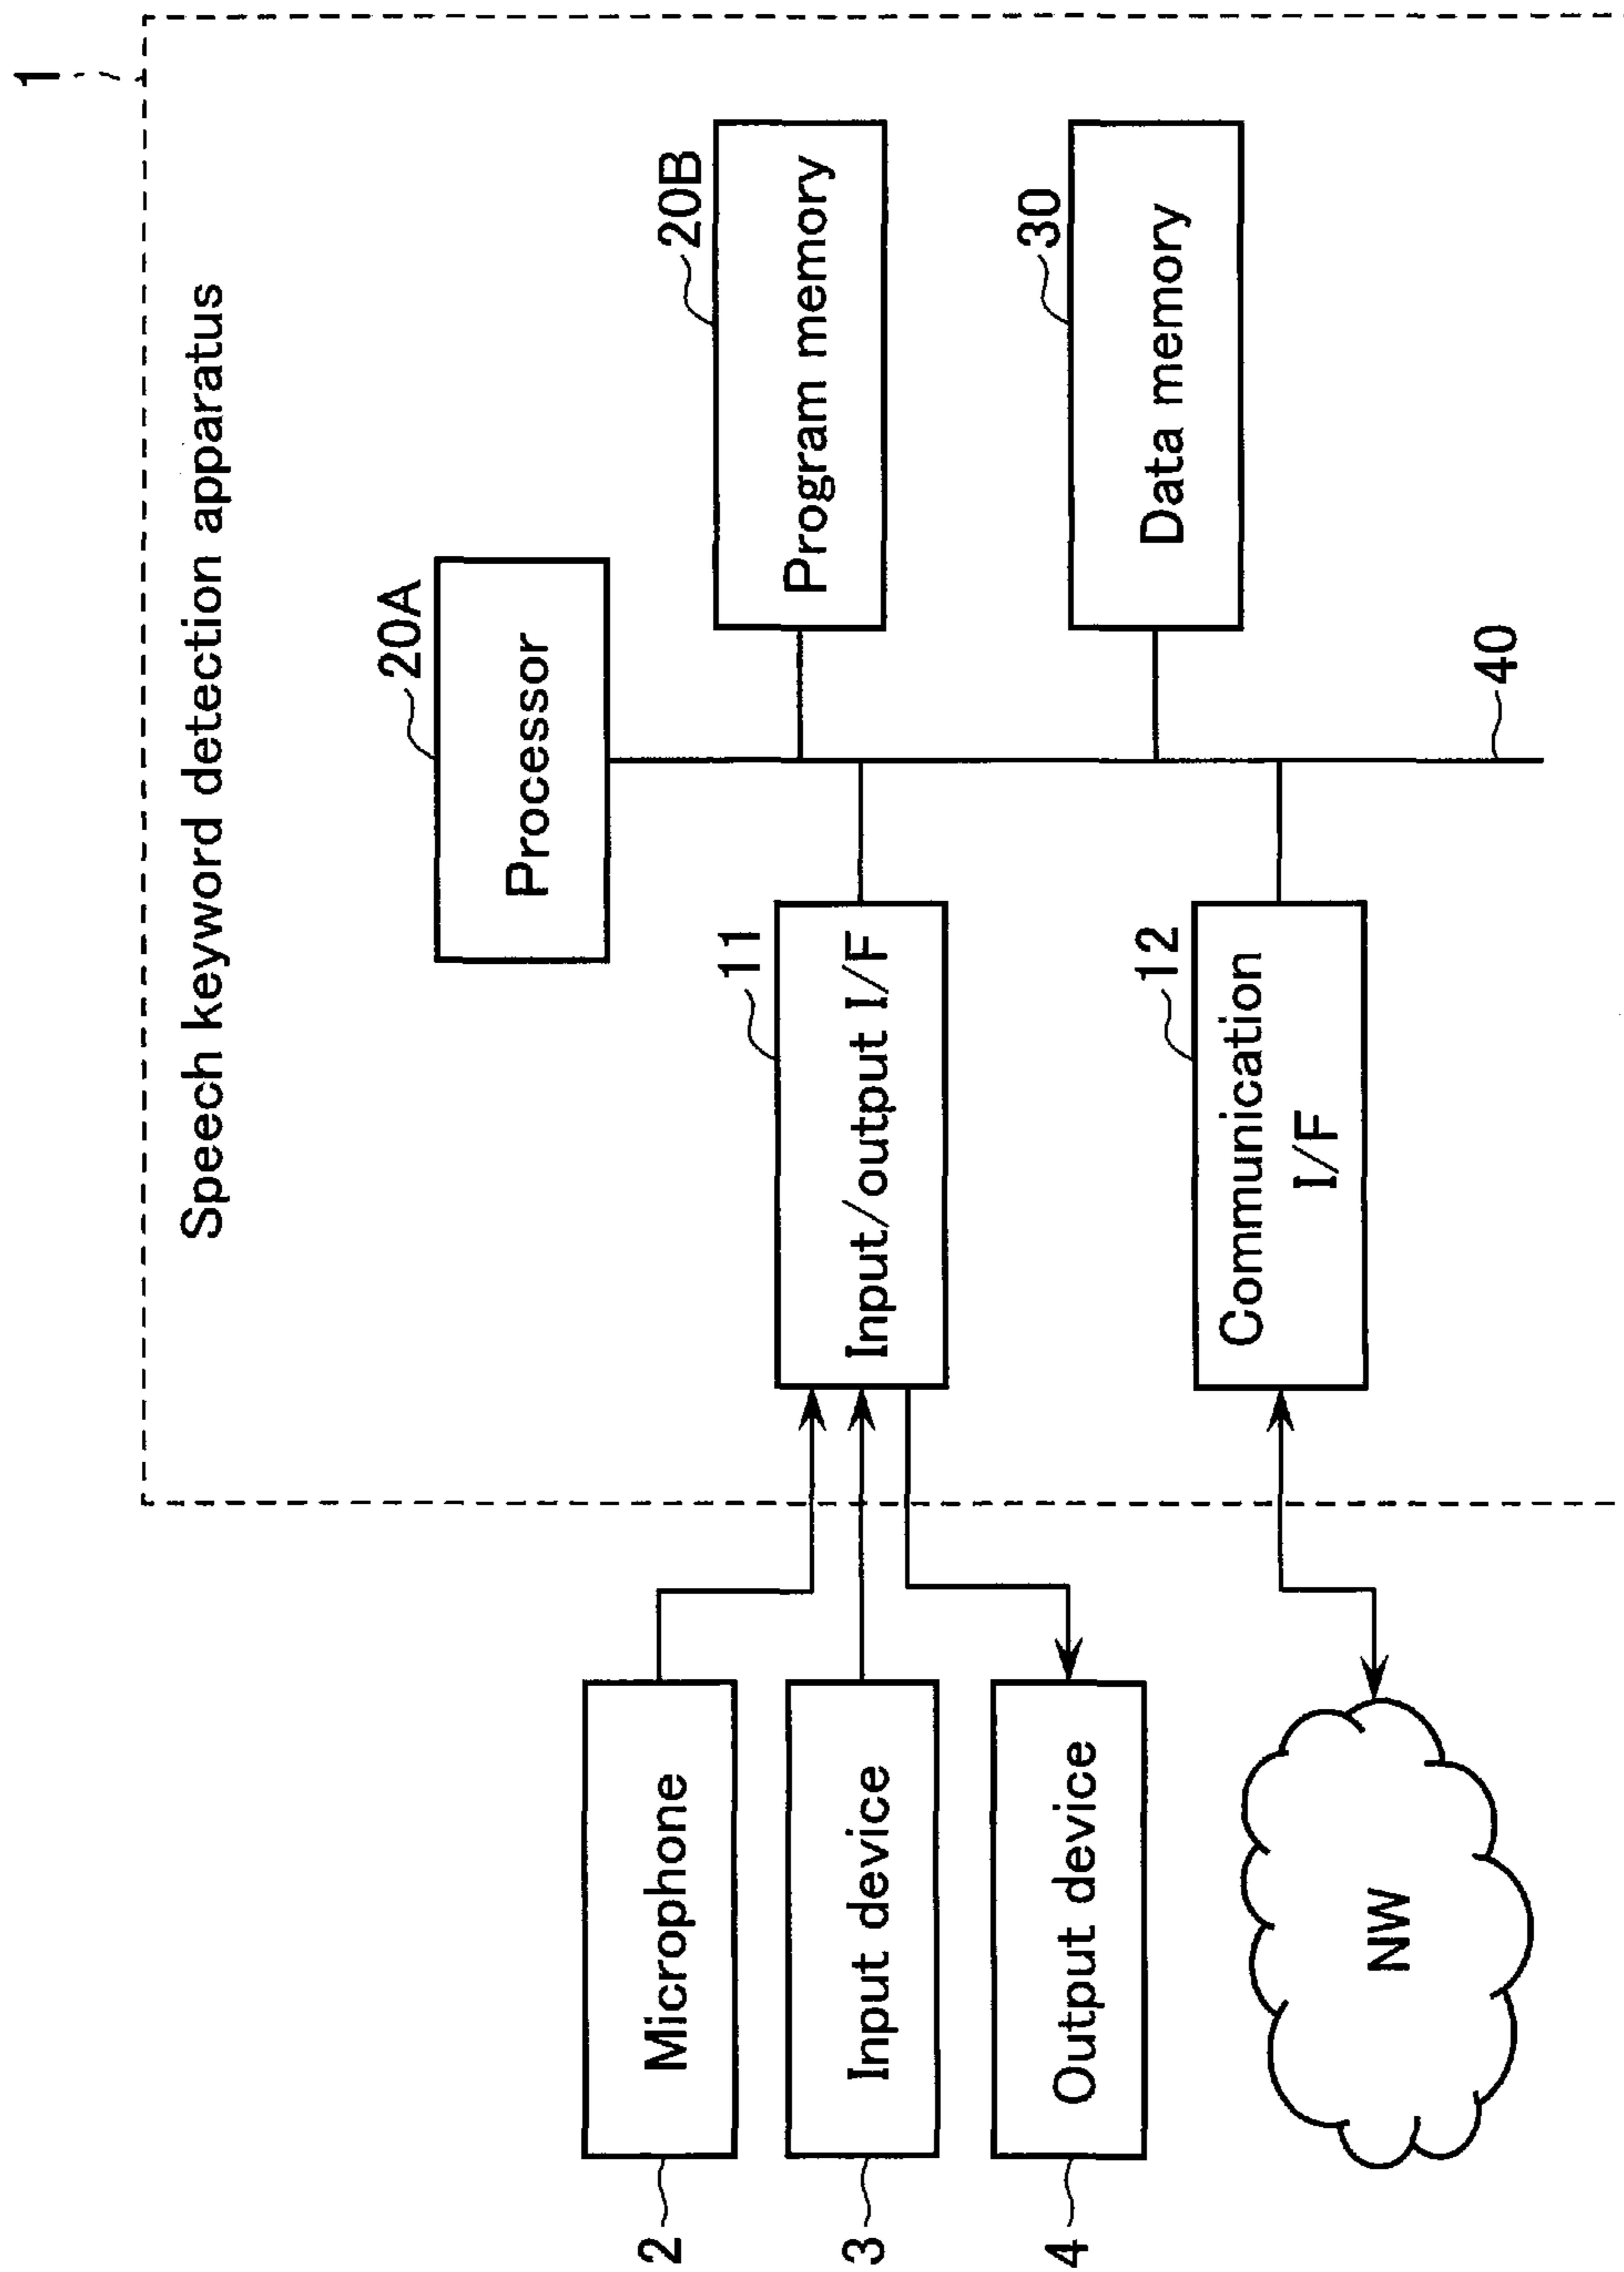 1
Speech keyword detection apparatus
20A
Processor
20B
Program memory
11
Input/output I/F
30
Data memory
12
Communication
I/F
40
2
Microphone
3
Input device
4
Output device
NW